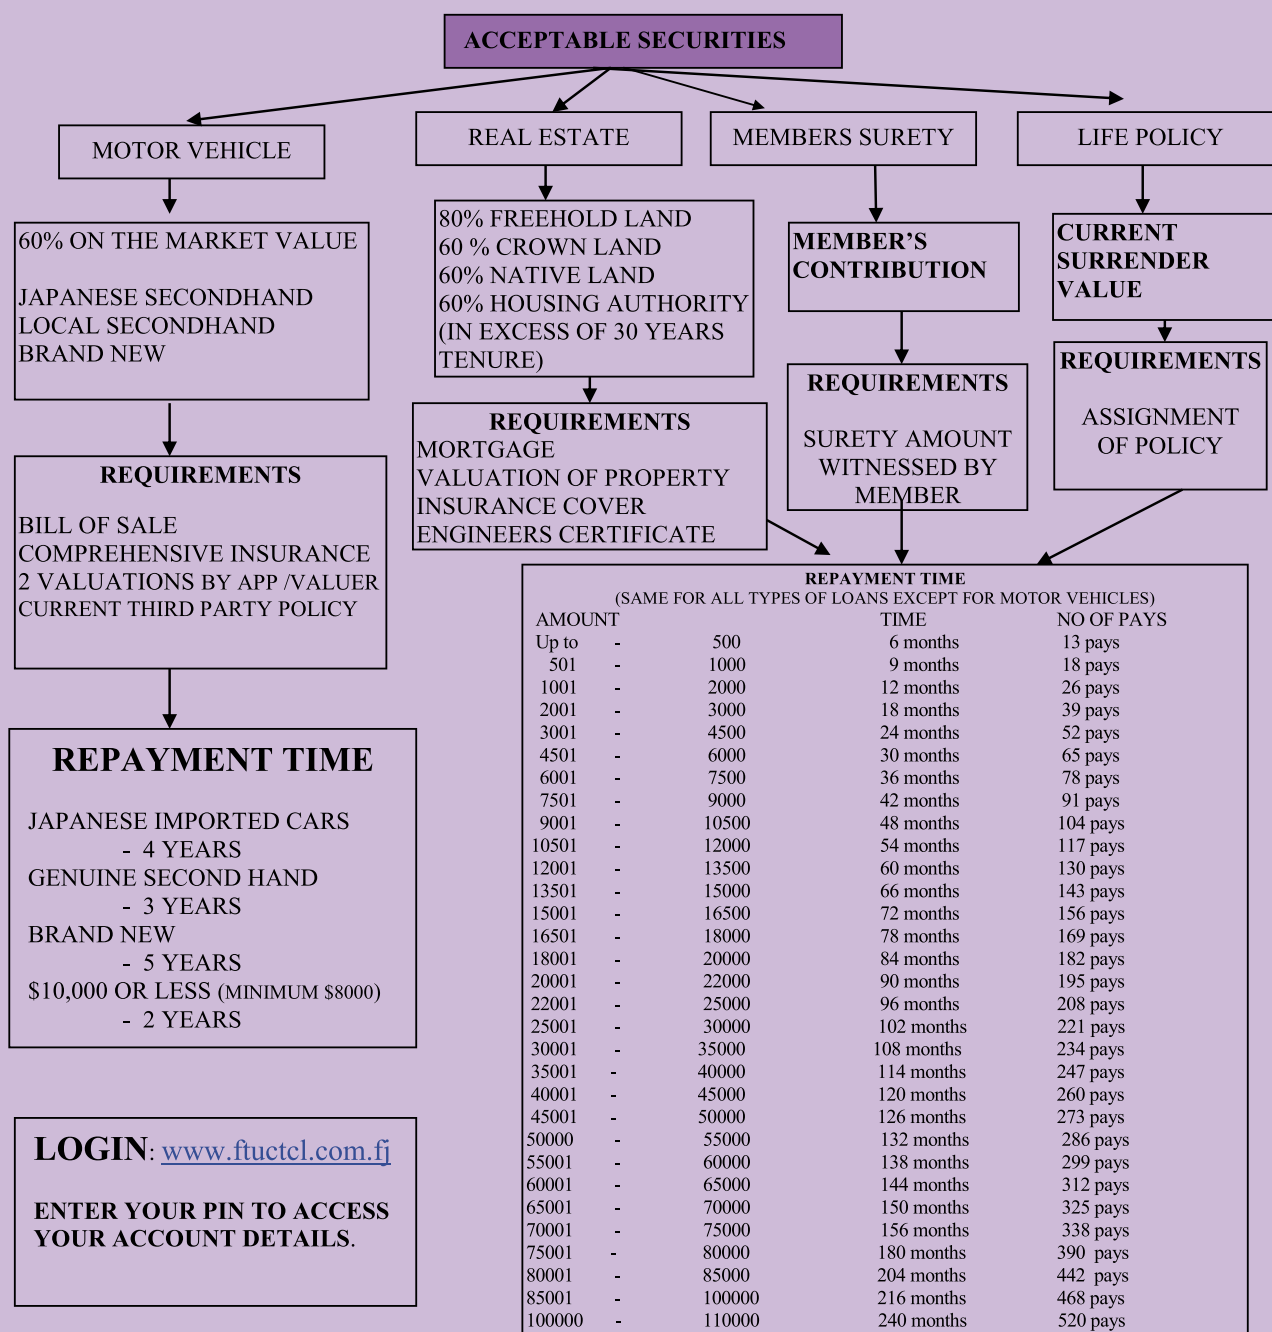 ACCEPTABLE SECURITIES
MOTOR VEHICLE
60% ON THE MARKET VALUE
JAPANESE SECONDHAND
LOCAL SECONDHAND
BRAND NEW
REQUIREMENTS
BILL OF SALE
COMPREHENSIVE INSURANCE
2 VALUATIONS BY APP /VALUER
CURRENT THIRD PARTY POLICY
REPAYMENT TIME
JAPANESE IMPORTED CARS
- 4 YEARS
GENUINE SECOND HAND
- 3 YEARS
BRAND NEW
- 5 YEARS
$10,000 OR LESS (MINIMUM $8000)
- 2 YEARS
REAL ESTATE
80% FREEHOLD LAND
60 % CROWN LAND
60% NATIVE LAND
60% HOUSING AUTHORITY
(IN EXCESS OF 30 YEARS
TENURE)
REQUIREMENTS
MORTGAGE
VALUATION OF PROPERTY
INSURANCE COVER
ENGINEERS CERTIFICATE
MEMBERS SURETY
MEMBER’S
CONTRIBUTION
REQUIREMENTS
SURETY AMOUNT
WITNESSED BY
MEMBER
LIFE POLICY
CURRENT
SURRENDER
VALUE
REQUIREMENTS
ASSIGNMENT
OF POLICY
REPAYMENT TIME
(SAME FOR ALL TYPES OF LOANS EXCEPT FOR MOTOR VEHICLES)
AMOUNT TIME NO OF PAYS
Up to - 500 6 months 13 pays
501 - 1000 9 months 18 pays
1001 - 2000 12 months 26 pays
2001 - 3000 18 months 39 pays
3001 - 4500 24 months 52 pays
4501 - 6000 30 months 65 pays
6001 - 7500 36 months 78 pays
7501 - 9000 42 months 91 pays
9001 - 10500 48 months 104 pays
10501 - 12000 54 months 117 pays
12001 - 13500 60 months 130 pays
13501 - 15000 66 months 143 pays
15001 - 16500 72 months 156 pays
16501 - 18000 78 months 169 pays
18001 - 20000 84 months 182 pays
20001 - 22000 90 months 195 pays
22001 - 25000 96 months 208 pays
25001 - 30000 102 months 221 pays
30001 - 35000 108 months 234 pays
35001 - 40000 114 months 247 pays
40001 - 45000 120 months 260 pays
45001 - 50000 126 months 273 pays
50000 - 55000 132 months 286 pays
55001 - 60000 138 months 299 pays
60001 - 65000 144 months 312 pays
65001 - 70000 150 months 325 pays
70001 - 75000 156 months 338 pays
75001 - 80000 180 months 390 pays
80001 - 85000 204 months 442 pays
85001 - 100000 216 months 468 pays
100000 - 110000 240 months 520 pays
LOGIN: www.ftuctcl.com.fj
ENTER YOUR PIN TO ACCESS
YOUR ACCOUNT DETAILS.